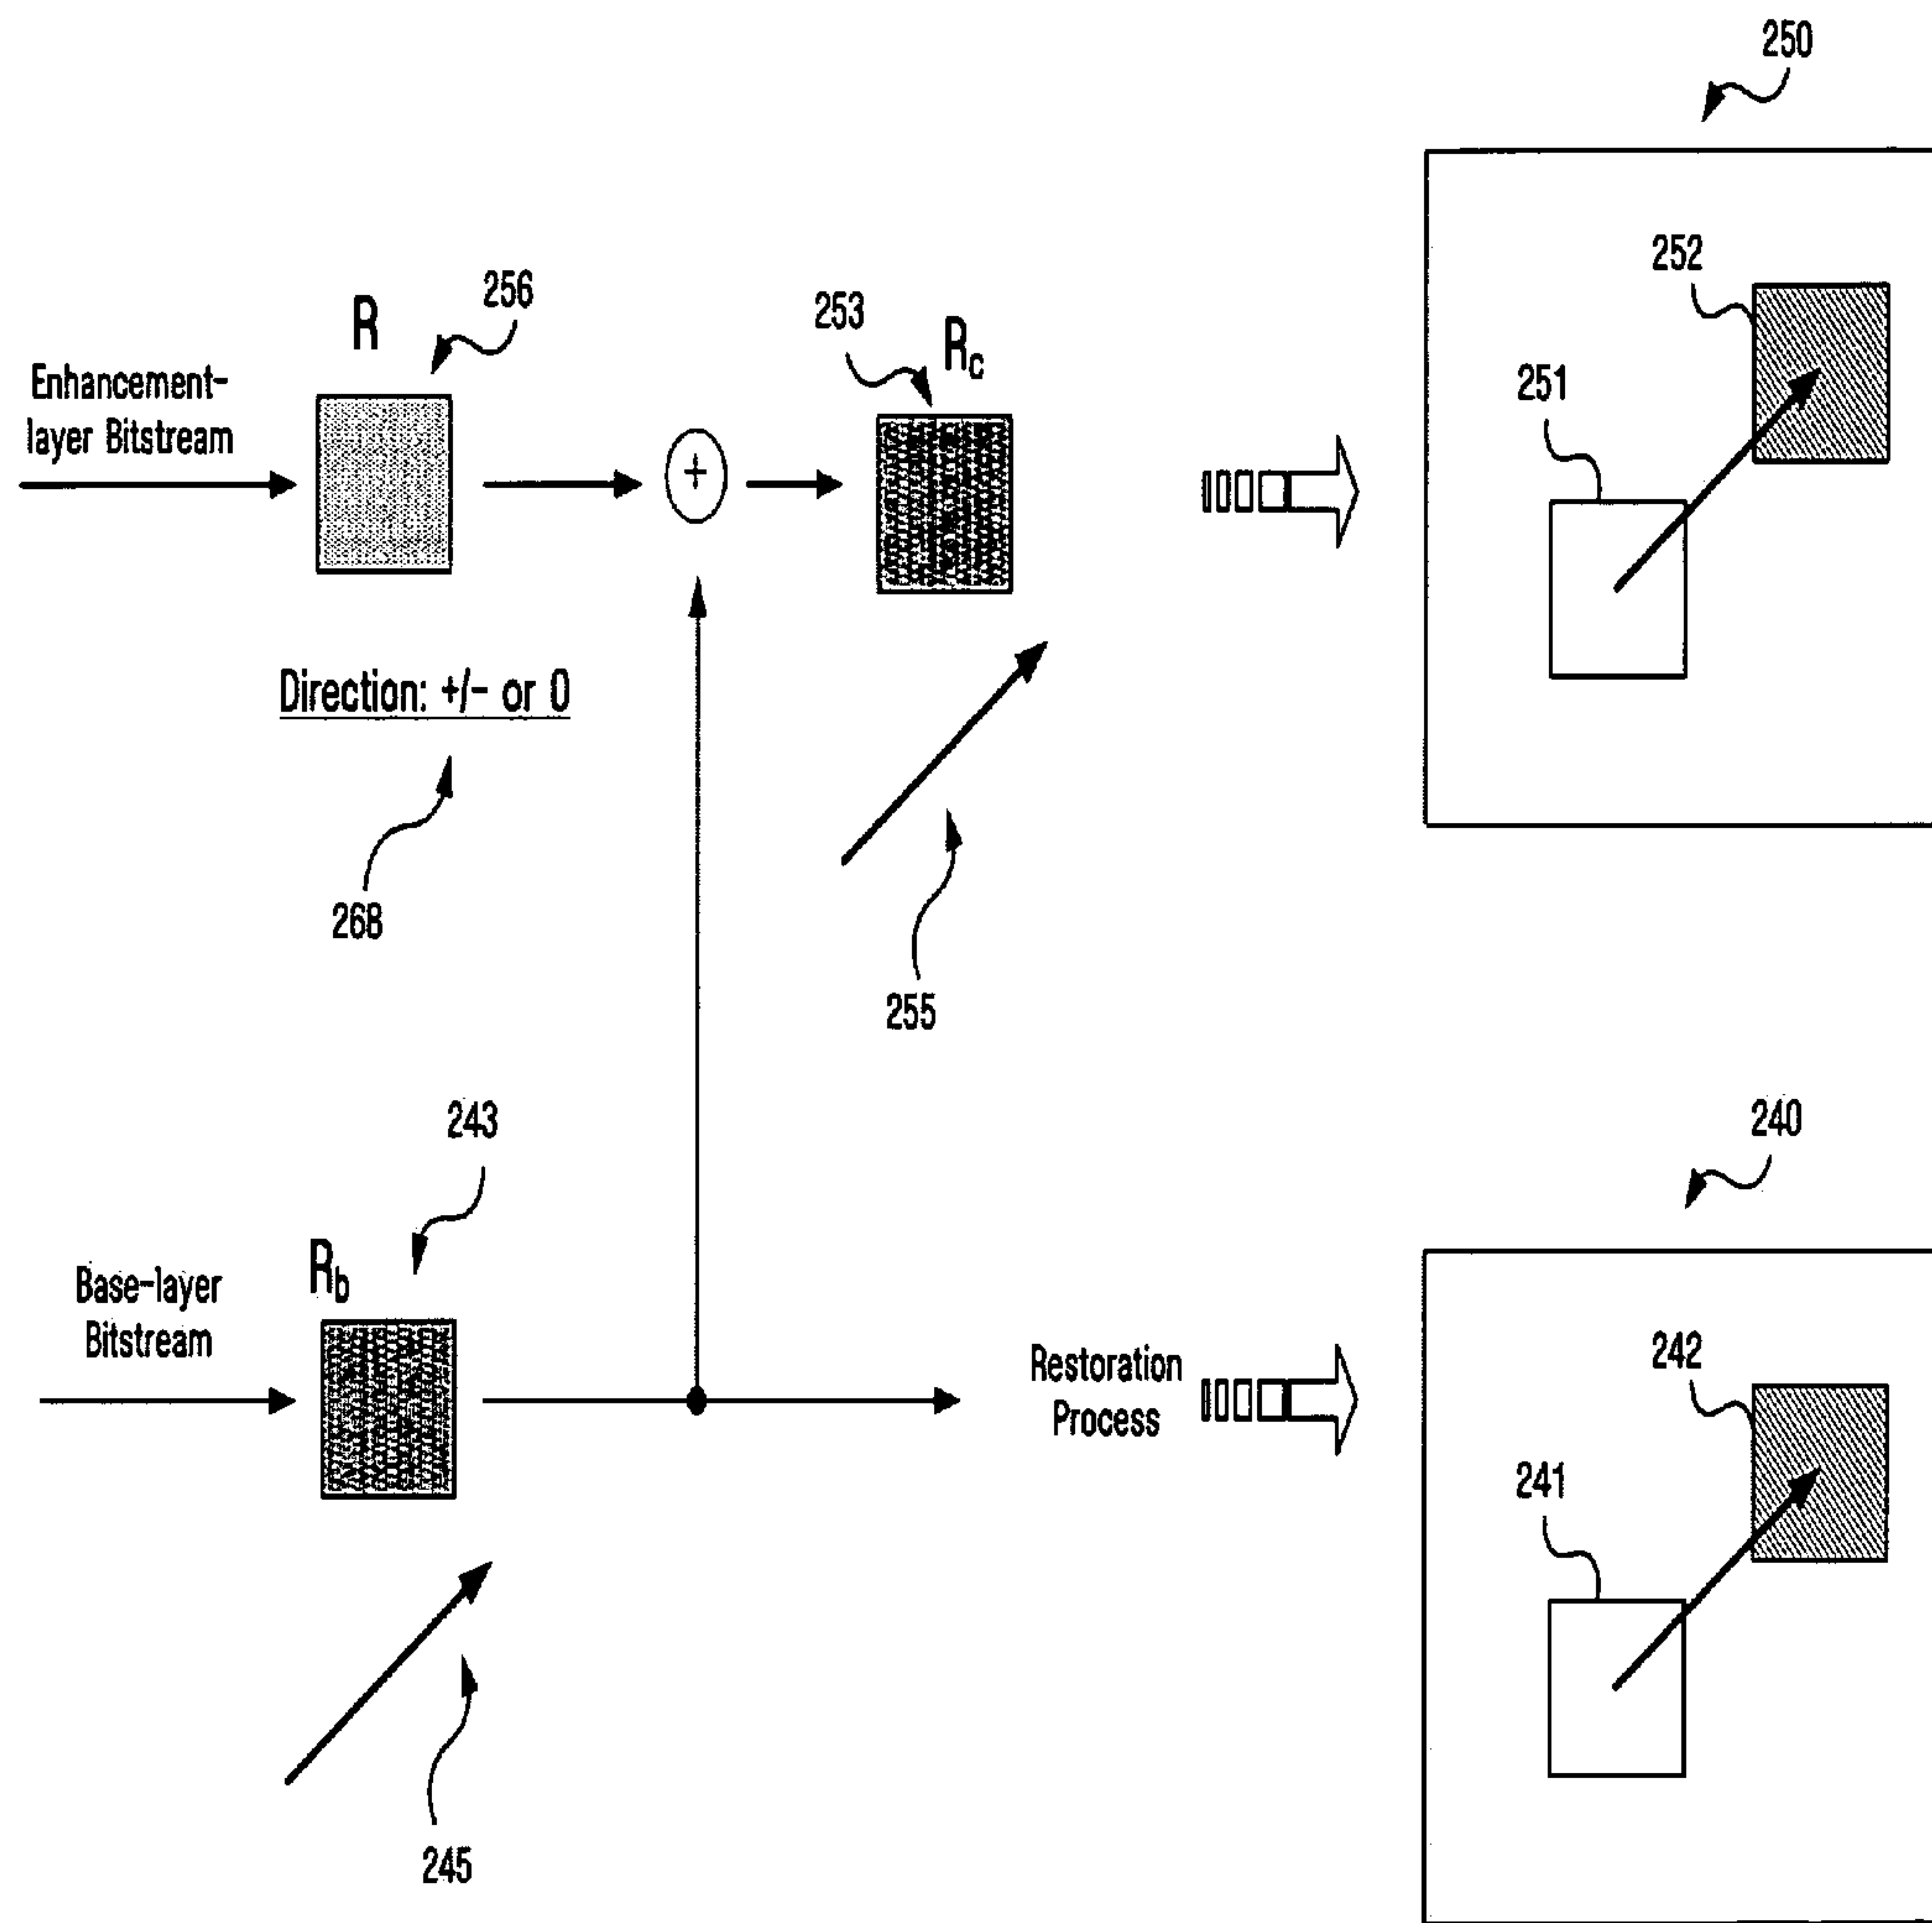 250
252
251
R
256
253
Rc
Enhancement-
layer Bitstream
+
Direction: +/- or 0
268
255
243
240
Rb
Base-layer
Bitstream
242
Restoration
Process
241
245